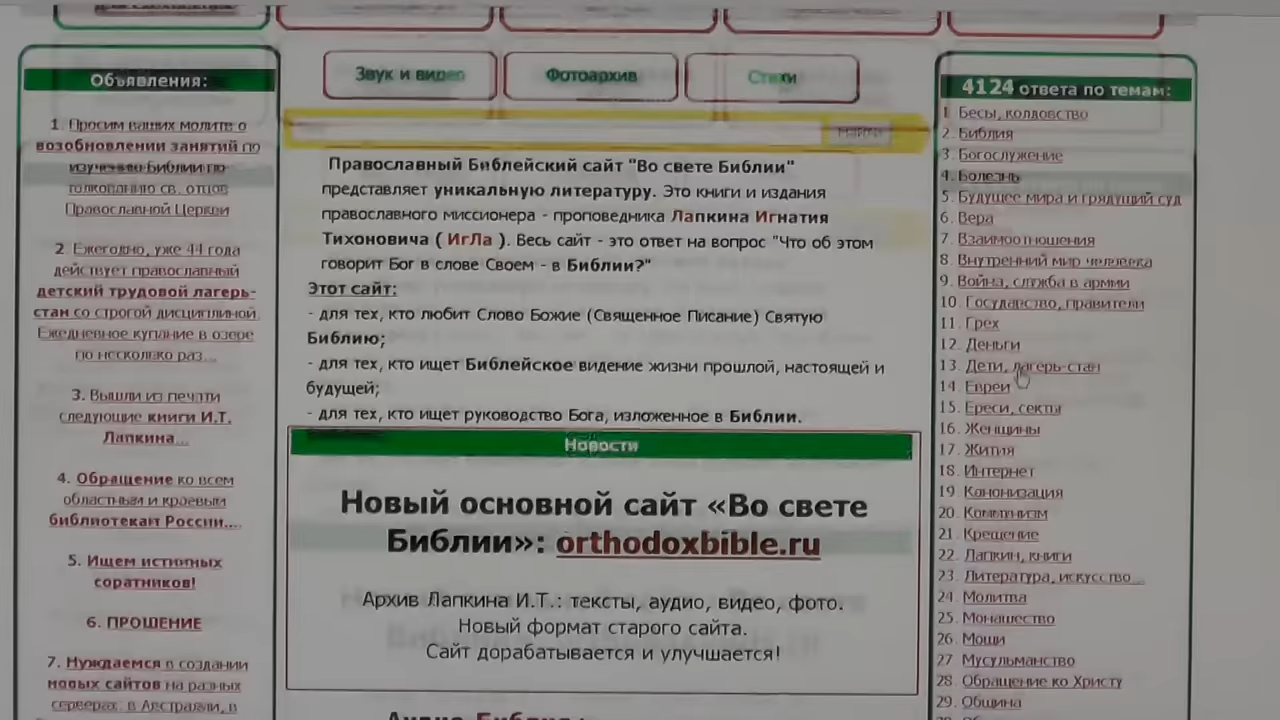 Звук и видео
Фотоархив
Стихи
Объявления:
1. Просим ваших молитв о
возобновлении занятий по
изучению Библии по
толкованию св. отцов
Православной Церкви
2. Ежегодно, уже 44 года
действует православный
детский трудовой лагерь-
стан со строгой дисциплиной.
Ежедневное купание в озере
по несколько раз...
3. Вышли из печати
следующие книги И.Т.
Лапкина...
4. Обращение ко всем
областным и краевым
библиотекам России....
5. Ищем истинных
соратников!
6. ПРОШЕНИЕ
7. Нуждаемся в создании
новых сайтов на разных
серверах: в Австралии, в
Найти
Православный Библейский сайт "Во свете Библии"
представляет уникальную литературу. Это книги и издания
православного миссионера - проповедника Лапкина Игнатия
Тихоновича ( ИгЛа ). Весь сайт - это ответ на вопрос "Что об этом
говорит Бог в слове Своем - в Библии?"
Этот сайт:
- для тех, кто любит Слово Божие (Священное Писание) Святую
Библию;
- для тех, кто ищет Библейское видение жизни прошлой, настоящей и
будущей;
- для тех, кто ищет руководство Бога, изложенное в Библии.
Новости
Новый основной сайт «Во свете
Библии»: orthodoxbible.ru
Архив Лапкина И.Т.: тексты, аудио, видео, фото.
Новый формат старого сайта.
Сайт дорабатывается и улучшается!
4124 ответа по темам:
1. Бесы, колдовство
2. Библия
3. Богослужение
4. Болезнь
5. Будущее мира и грядущий суд
6. Вера
7. Взаимоотношения
8. Внутренний мир человека
9. Война, служба в армии
10. Государство, правители
11. Грех
12. Деньги
13. Дети, лагерь-стан
14. Евреи
15. Ереси, секты
16. Женщины
17. Жития
18. Интернет
19. Канонизация
20. Коммунизм
21. Крещение
22. Лапкин, книги
23. Литература, искусство...
24. Молитва
25. Монашество
26. Мощи
27. Мусульманство
28. Обращение ко Христу
29. Община